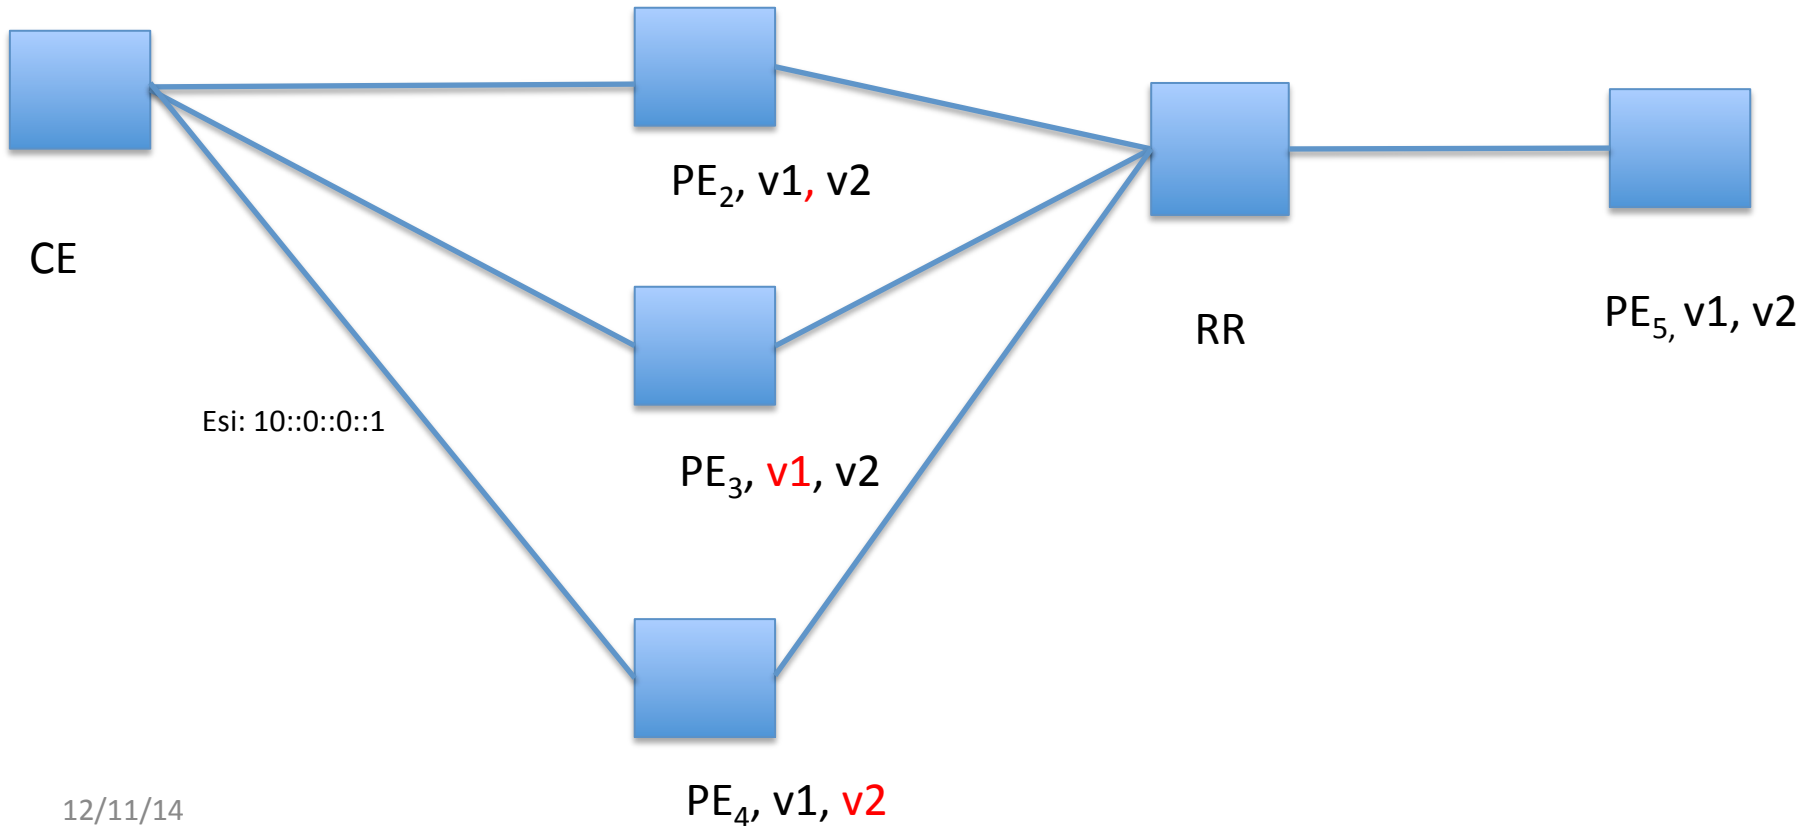 PE2, v1, v2
CE
PE5, v1, v2
RR
Esi: 10::0::0::1
PE3, v1, v2
PE4, v1, v2
12/11/14